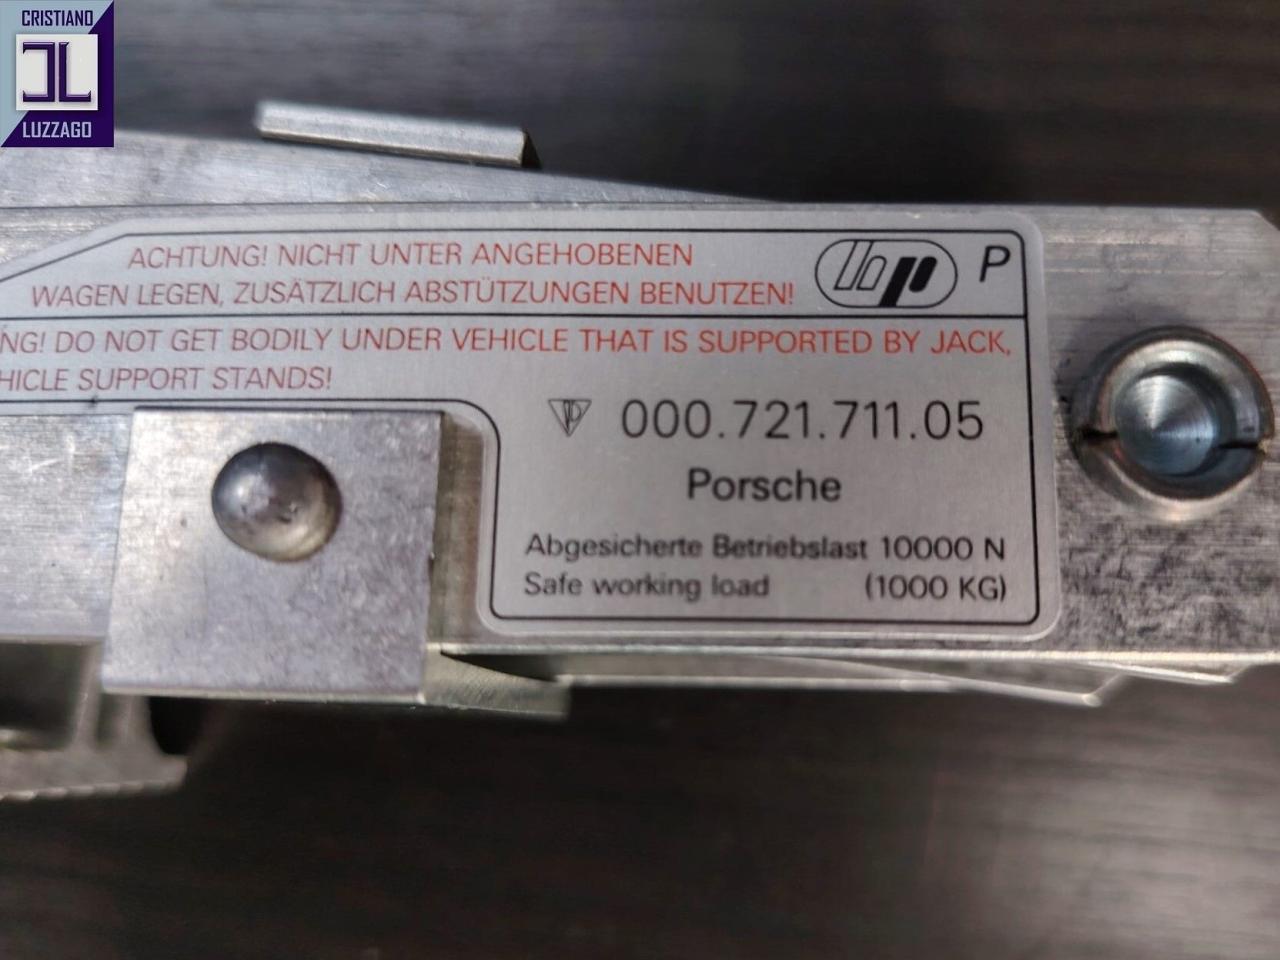 CRISTIANO
LUZZAGO
ACHTUNG! NICHT UNTER ANGEHOBENEN
WAGEN LEGEN, ZUSÄTZLICH ABSTÜTZUNGEN BENUTZEN!
hp P
NG! DO NOT GET BODILY UNDER VEHICLE THAT IS SUPPORTED BY JACK,
HICLE SUPPORT STANDS!
000.721.711.05
Porsche
Abgesicherte Betriebslast 10000 N
Safe working load (1000 KG)